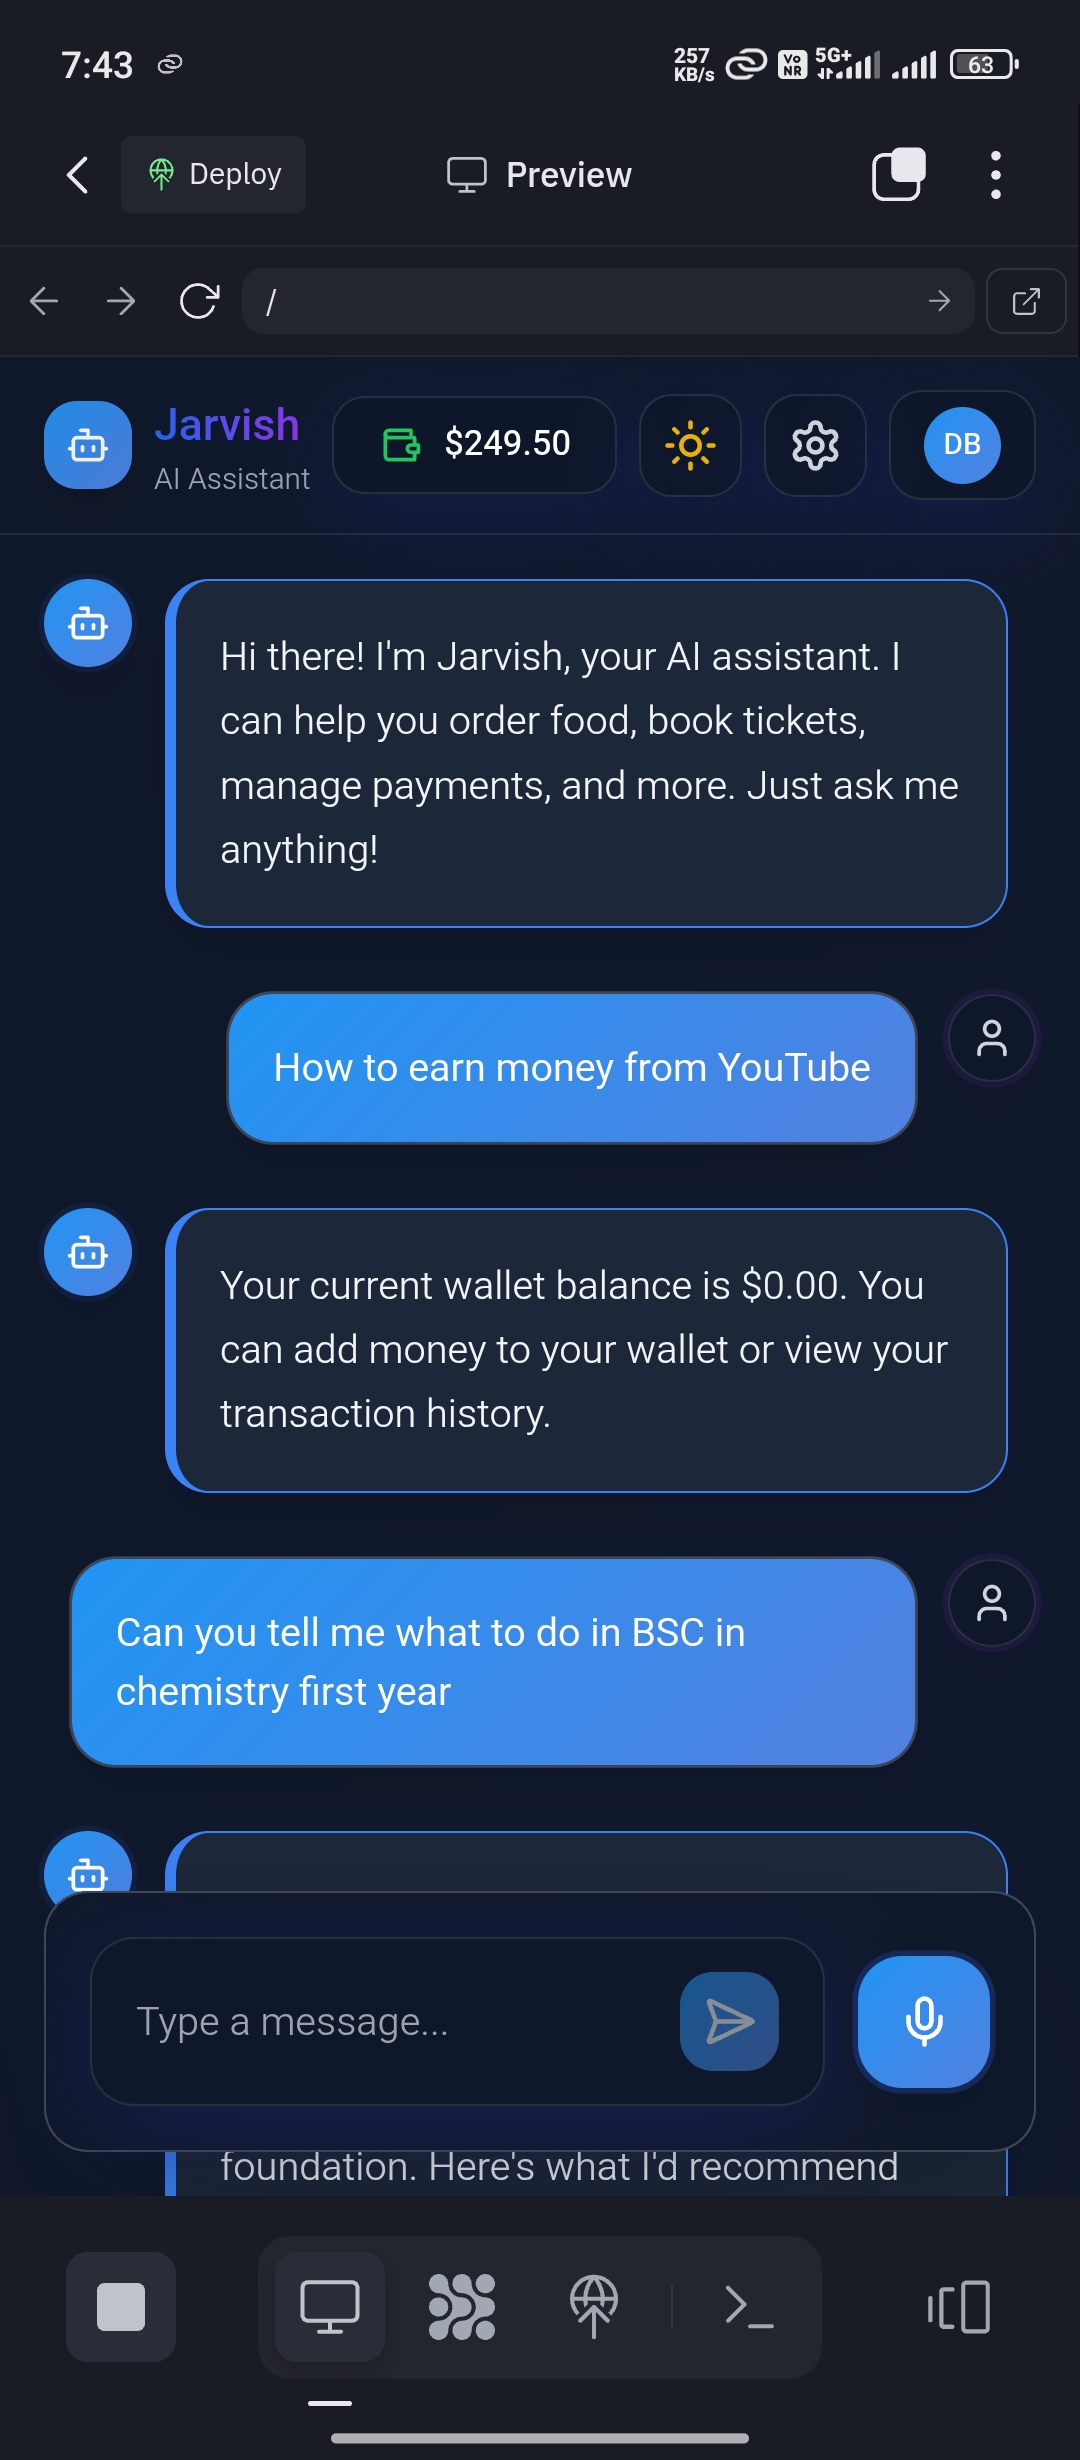 7:43
257
KB/s
Vo
NR
5G+
63
Deploy
Preview
/
Jarvish
AI Assistant
$249.50
DB
Hi there! I'm Jarvish, your AI assistant. I
can help you order food, book tickets,
manage payments, and more. Just ask me
anything!
How to earn money from YouTube
Your current wallet balance is $0.00. You
can add money to your wallet or view your
transaction history.
Can you tell me what to do in BSC in
chemistry first year
Type a message...
foundation. Here's what I'd recommend